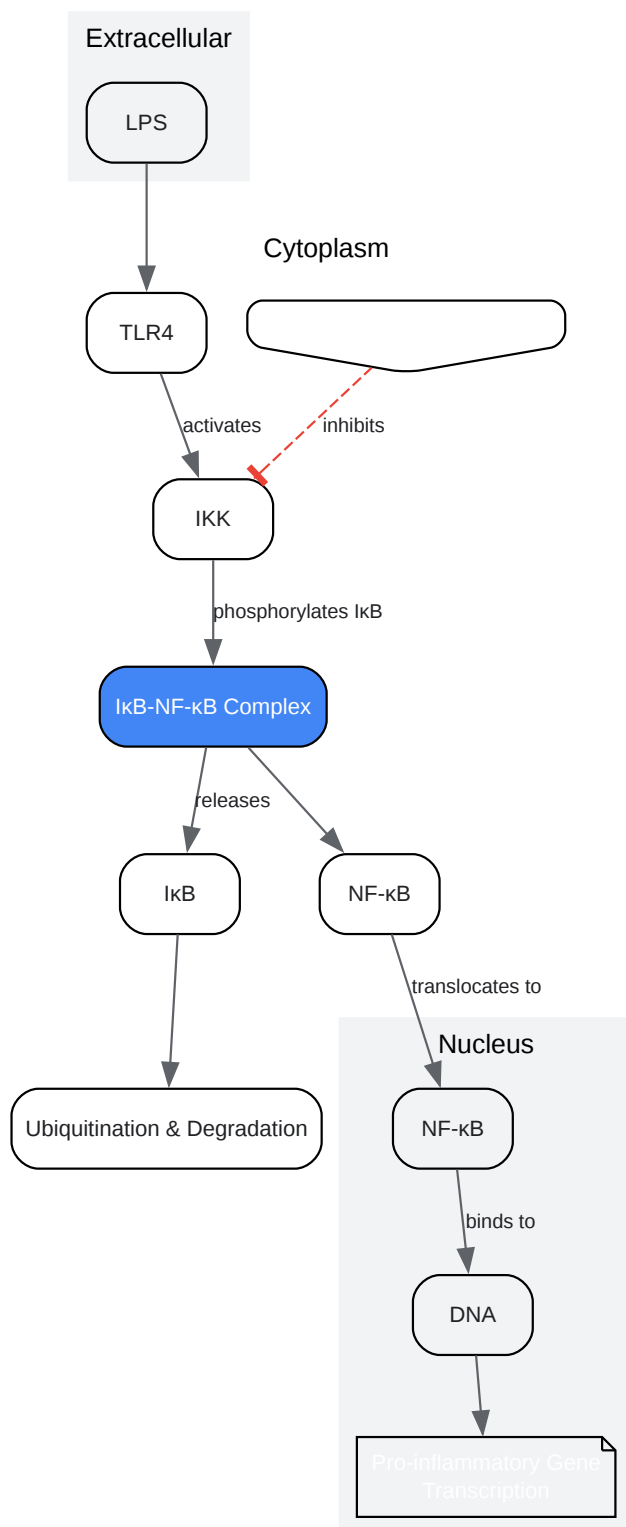 Extracellular
LPS
Cytoplasm
TLR4
activates
inhibits
IKK
phosphorylates IκB
IκB-NF-κB Complex
releases
IκB
NF-κB
translocates to
Nucleus
Ubiquitination & Degradation
NF-κB
binds to
DNA
Pro-inflammatory Gene
Transcription